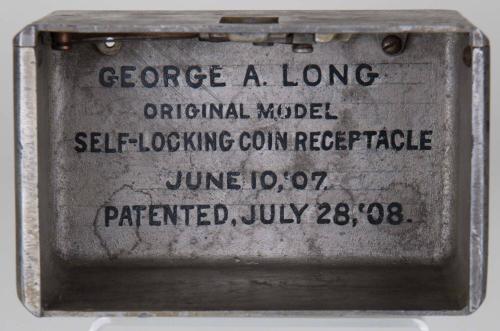 GEORGE A. LONG
ORIGINAL MODEL
SELF-LOCKING COIN RECEPTACLE
JUNE 10,'07.
PATENTED, JULY 28,'08.